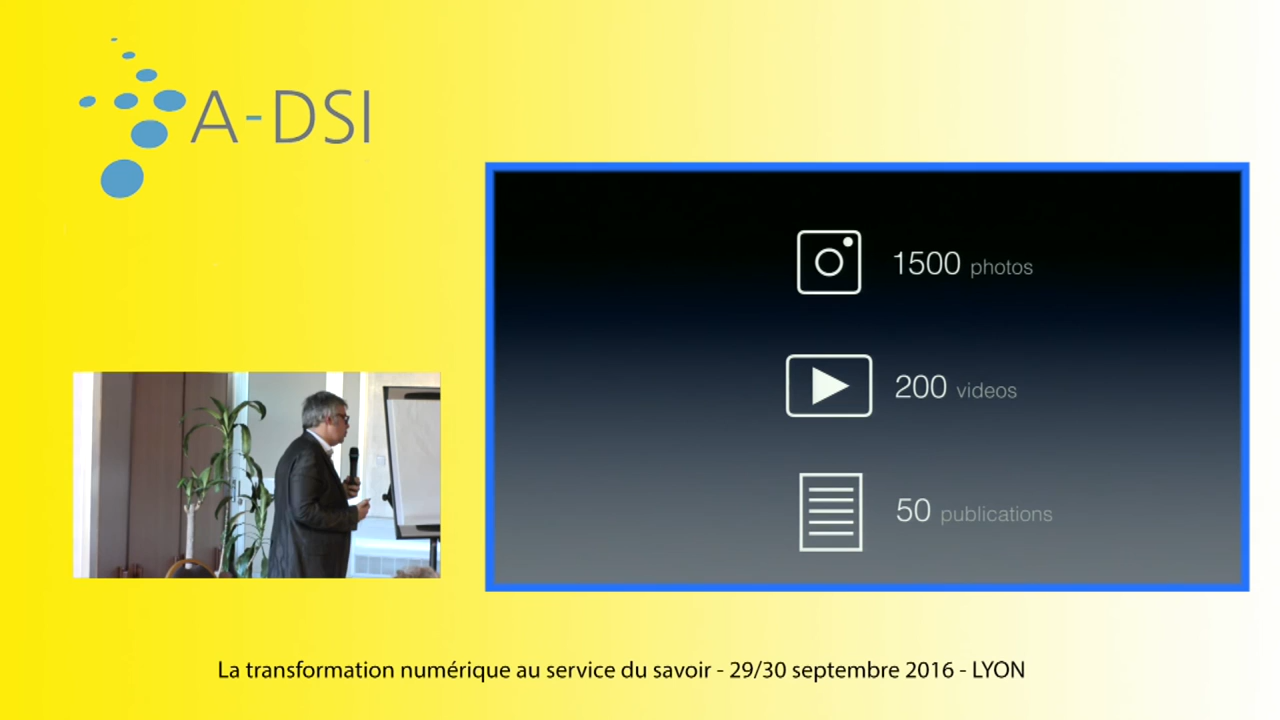 A-DSI
1500 photos
200 videos
50 publications
La transformation numérique au service du savoir - 29/30 septembre 2016 - LYON